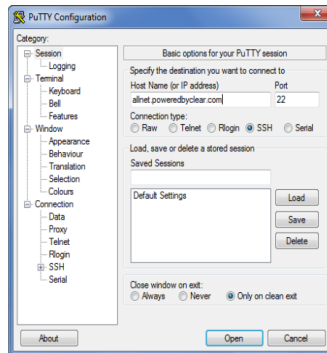 PuTTY Configuration
Category:
Session
Logging
Terminal
Keyboard
Bell
Features
Window
Appearance
Behaviour
Translation
Selection
Colours
Connection
Data
Proxy
Telnet
Rlogin
SSH
Serial
Basic options for your PuTTY session
Specify the destination you want to connect to
Host Name (or IP address) Port
allnet.poweredbyclear.com 22
Connection type:
Raw Telnet Rlogin SSH Serial
Load, save or delete a stored session
Saved Sessions
Default Settings
Load
Save
Delete
Close window on exit:
Always Never Only on clean exit
About Open Cancel